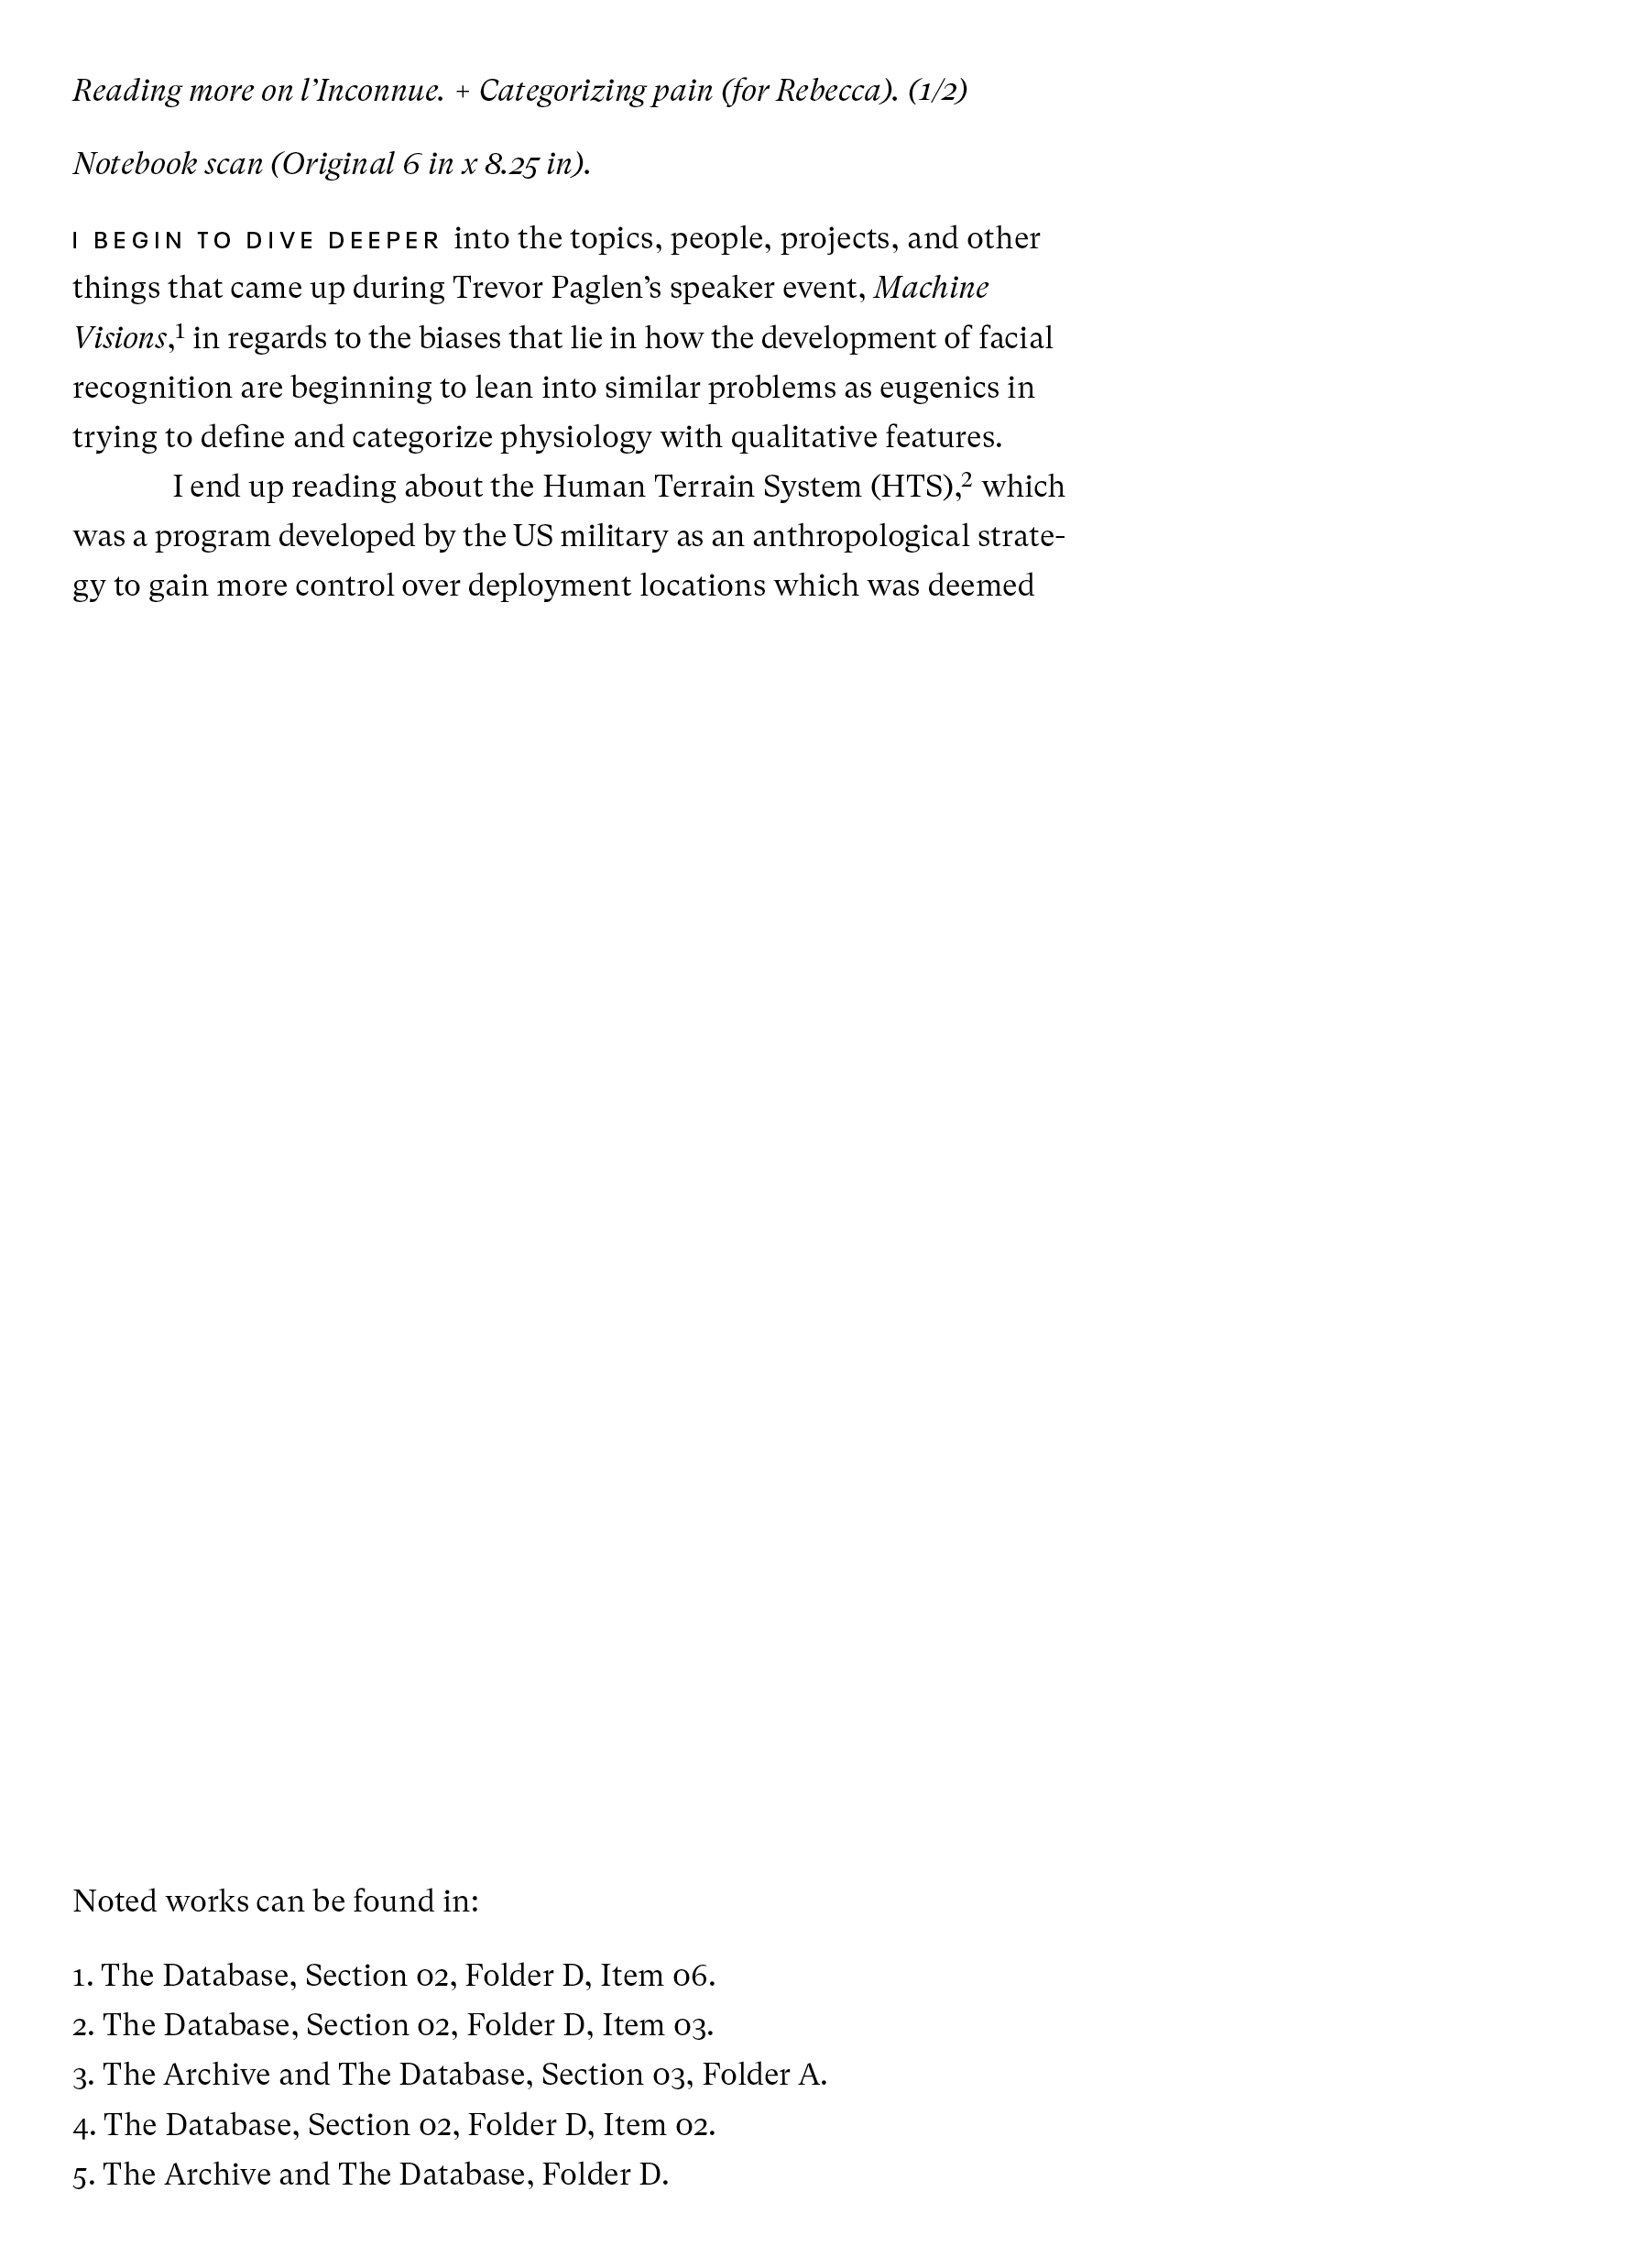 Reading more on l’Inconnue. + Categorizing pain (for Rebecca). (1/2)
Notebook scan (Original 6 in x 8.25 in).
I BEGIN TO DIVE DEEPER into the topics, people, projects, and other
things that came up during Trevor Paglen’s speaker event, Machine
Visions,¹ in regards to the biases that lie in how the development of facial
recognition are beginning to lean into similar problems as eugenics in
trying to define and categorize physiology with qualitative features.
I end up reading about the Human Terrain System (HTS),² which
was a program developed by the US military as an anthropological strate-
gy to gain more control over deployment locations which was deemed
Noted works can be found in:
1. The Database, Section 02, Folder D, Item 06.
2. The Database, Section 02, Folder D, Item 03.
3. The Archive and The Database, Section 03, Folder A.
4. The Database, Section 02, Folder D, Item 02.
5. The Archive and The Database, Folder D.